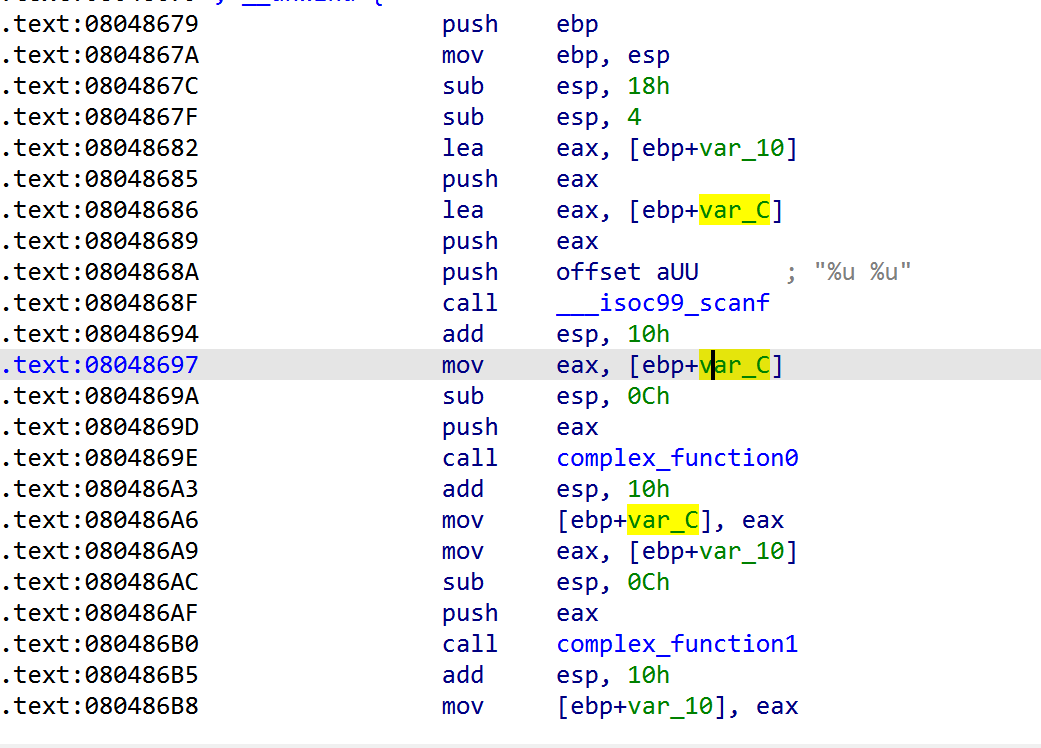 .text:08048679 push ebp
.text:0804867A mov ebp, esp
.text:0804867C sub esp, 18h
.text:0804867F sub esp, 4
.text:08048682 lea eax, [ebp+var_10]
.text:08048685 push eax
.text:08048686 lea eax, [ebp+var_C]
.text:08048689 push eax
.text:0804868A push offset aUU ; "%u %u"
.text:0804868F call ___isoc99_scanf
.text:08048694 add esp, 10h
.text:08048697 mov eax, [ebp+var_C]
.text:0804869A sub esp, 0Ch
.text:0804869D push eax
.text:0804869E call complex_function0
.text:080486A3 add esp, 10h
.text:080486A6 mov [ebp+var_C], eax
.text:080486A9 mov eax, [ebp+var_10]
.text:080486AC sub esp, 0Ch
.text:080486AF push eax
.text:080486B0 call complex_function1
.text:080486B5 add esp, 10h
.text:080486B8 mov [ebp+var_10], eax